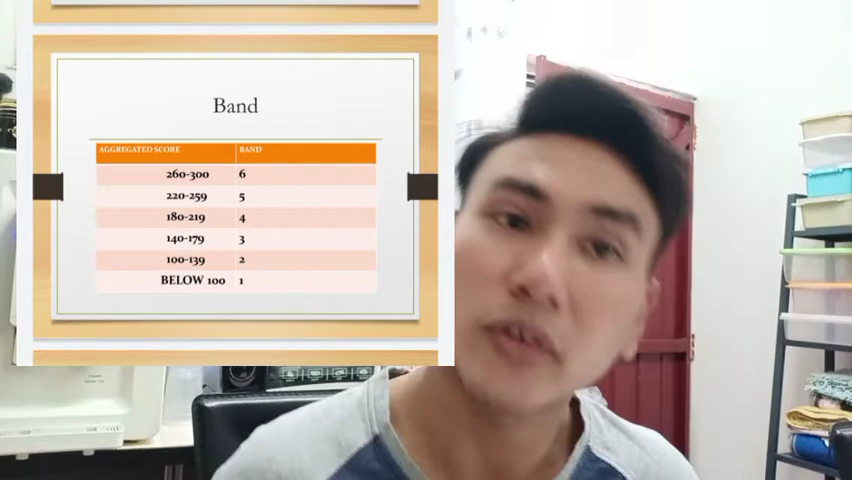 Band
AGGREGATED SCORE BAND
260-300 6
220-259 5
180-219 4
140-179 3
100-139 2
BELOW 100 1